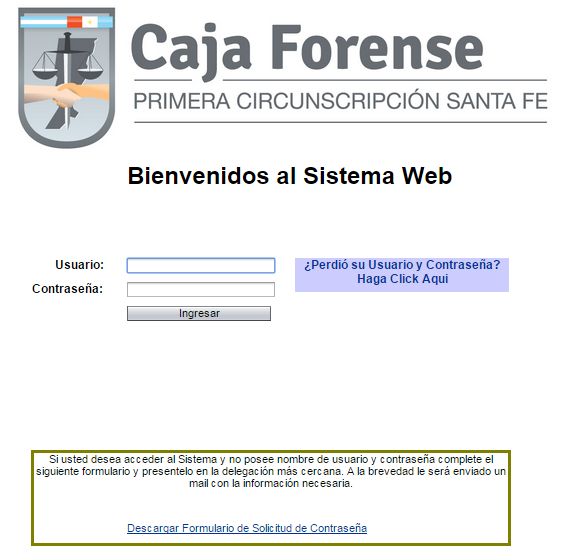 Caja Forense
PRIMERA CIRCUNSCRIPCIÓN SANTA FE
Bienvenidos al Sistema Web
Usuario:
¿Perdió su Usuario y Contraseña?
Haga Click Aqui
Contraseña:
Ingresar
Si usted desea acceder al Sistema y no posee nombre de usuario y contraseña complete el
siguiente formulario y presentelo en la delegación más cercana. A la brevedad le será enviado un
mail con la información necesaria.
Descargar Formulario de Solicitud de Contraseña